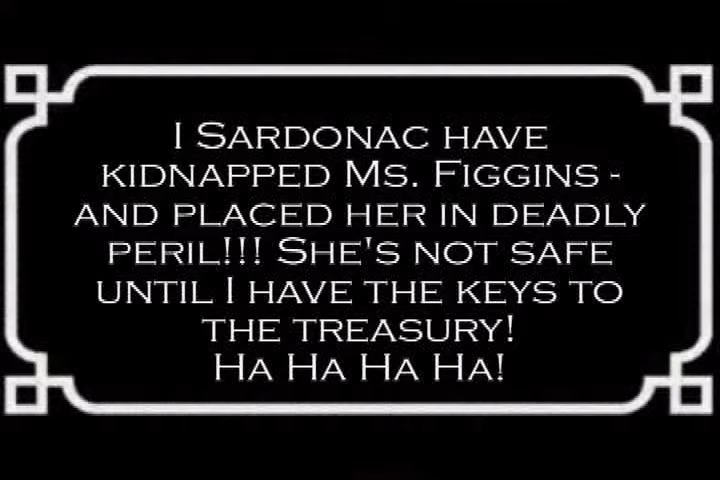 I Sardonac have
kidnapped Ms. Figgins -
and placed her in deadly
peril!!! She's not safe
until I have the keys to
the treasury!
Ha Ha Ha Ha!